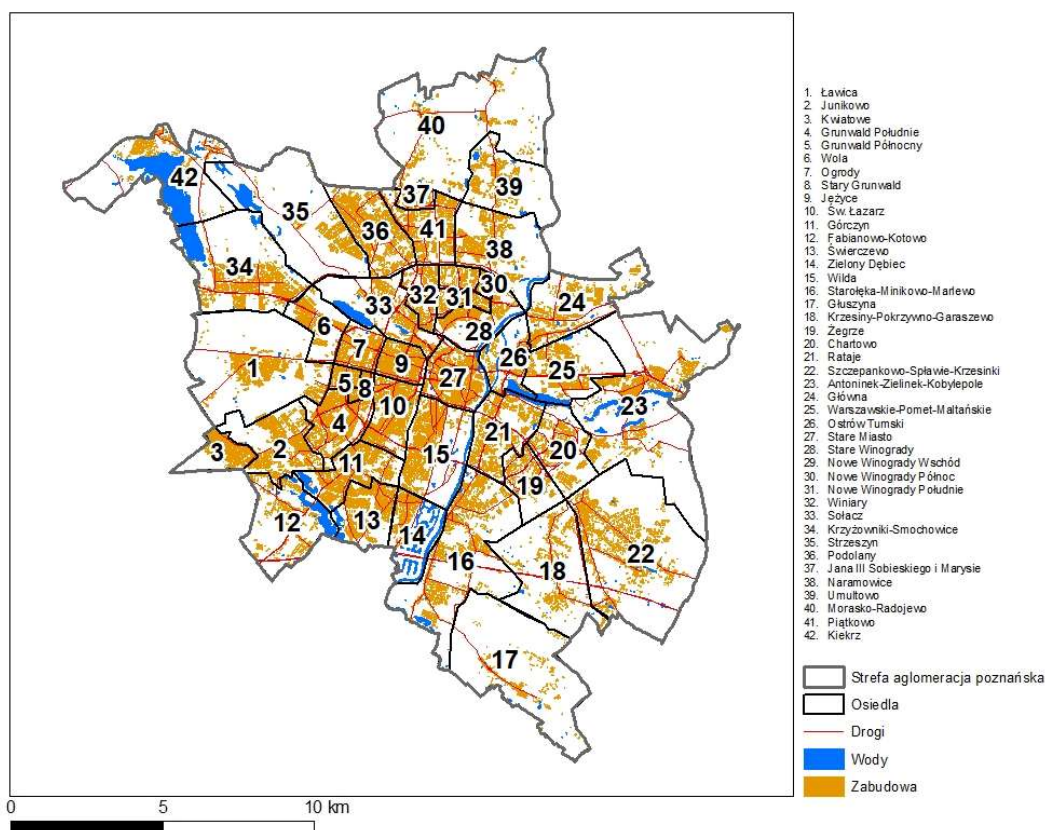 40
42
37
39
35
36
41
38
34
33
32
31
30
24
28
6
7
9
26
1
5
8
27
25
23
10
4
3
2
21
20
11
15
19
12
13
14
22
16
18
17
1. Ławica
2. Junikowo
3. Kwiatowe
4. Grunwald Południe
5. Grunwald Północny
6. Wola
7. Ogrody
8. Stary Grunwald
9. Jeżyce
10. Św. Łazarz
11. Górczyn
12. Fabianowo-Kotowo
13. Świerczewo
14. Zielony Dębiec
15. Wilda
16. Starołęka-Minikowo-Marlewo
17. Głuszyna
18. Krzesiny-Pokrzywno-Garaszewo
19. Żegrze
20. Chartowo
21. Rataje
22. Szczepankowo-Spławie-Krzesinki
23. Antoninek-Zieliniec-Kobylepole
24. Główna
25. Warszawskie-Pomet-Maltańskie
26. Ostrów Tumski
27. Stare Miasto
28. Stare Winogrady
29. Nowe Winogrady Wschód
30. Nowe Winogrady Północ
31. Nowe Winogrady Południe
32. Winiary
33. Sołacz
34. Krzyżowniki-Smochowice
35. Strzeszyn
36. Podolany
37. Jana III Sobieskiego i Marysie
38. Naramowice
39. Umultowo
40. Morasko-Radojewo
41. Piątkowo
42. Kiekrz
Strefa aglomeracja poznańska
Osiedla
Drogi
Wody
Zabudowa
0 5 10 km